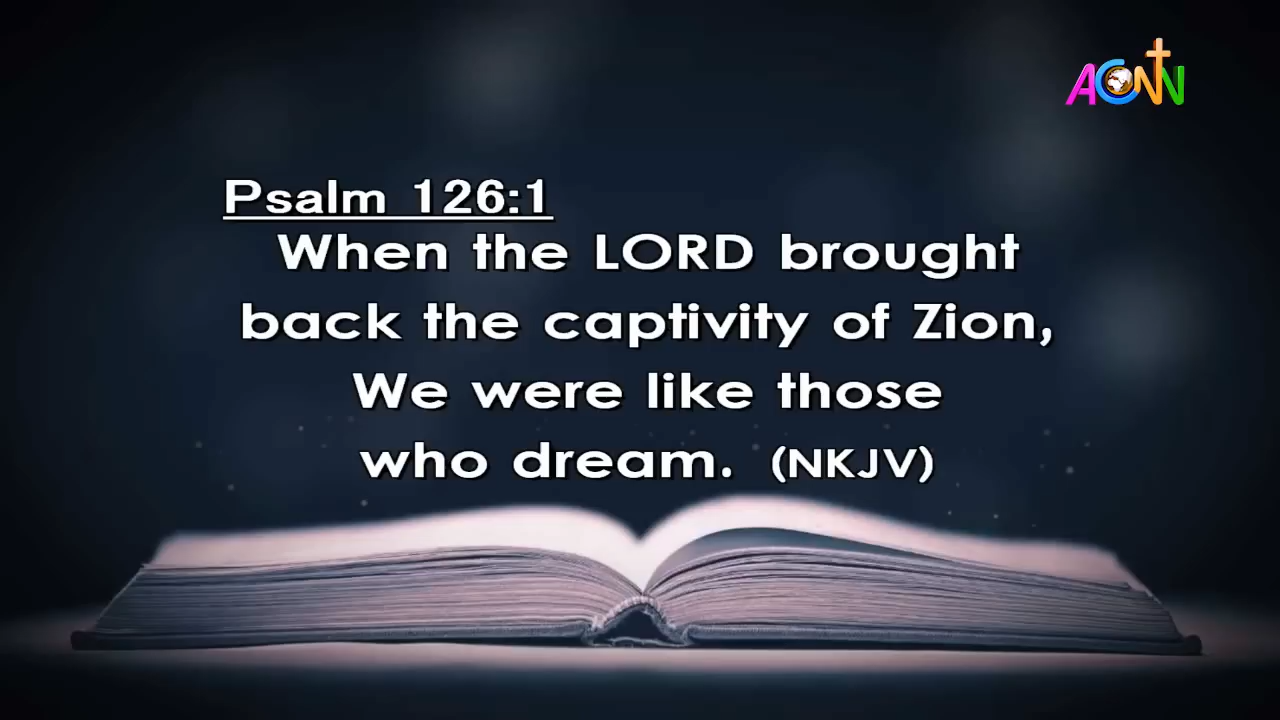 ACNN
Psalm 126:1
When the LORD brought
back the captivity of Zion,
We were like those
who dream. (NKJV)